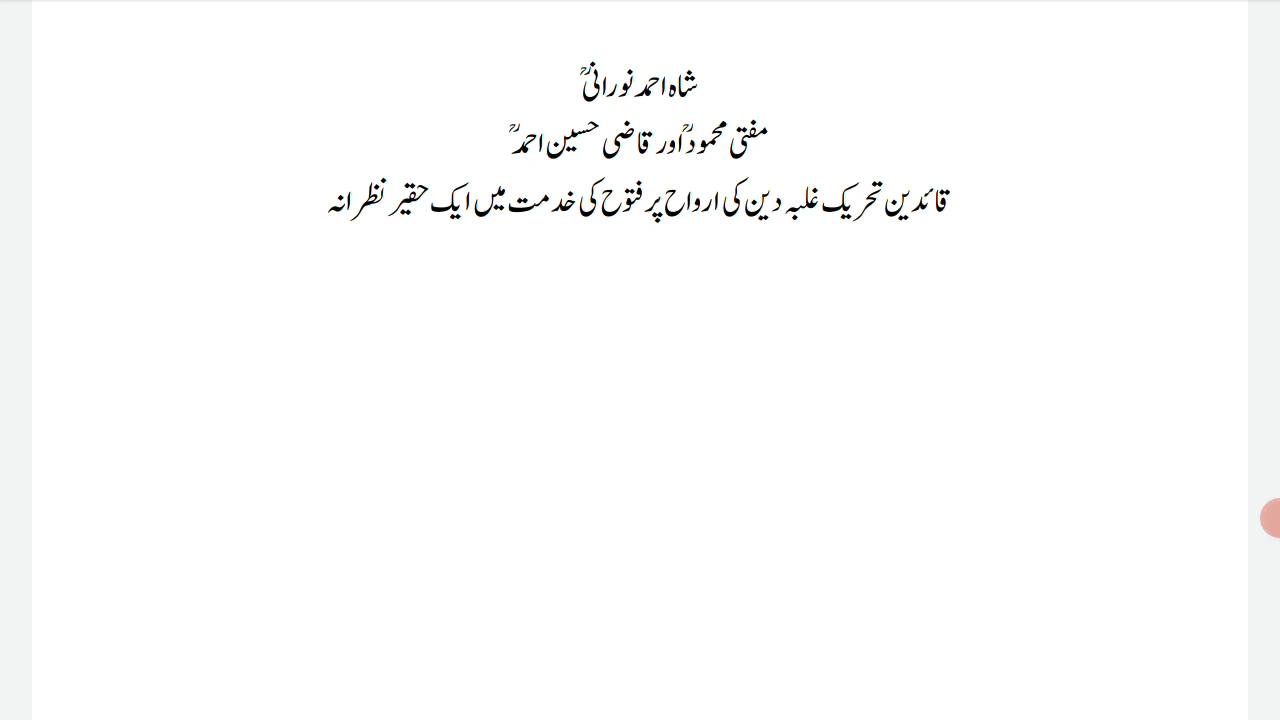 شاہ احمد نورانیؒ
مفتی محمودؒ اور قاضی حسین احمدؒ
قائدین تحریک غلبہ دین کی ارواح پر فتوح کی خدمت میں ایک حقیر نظرانہ